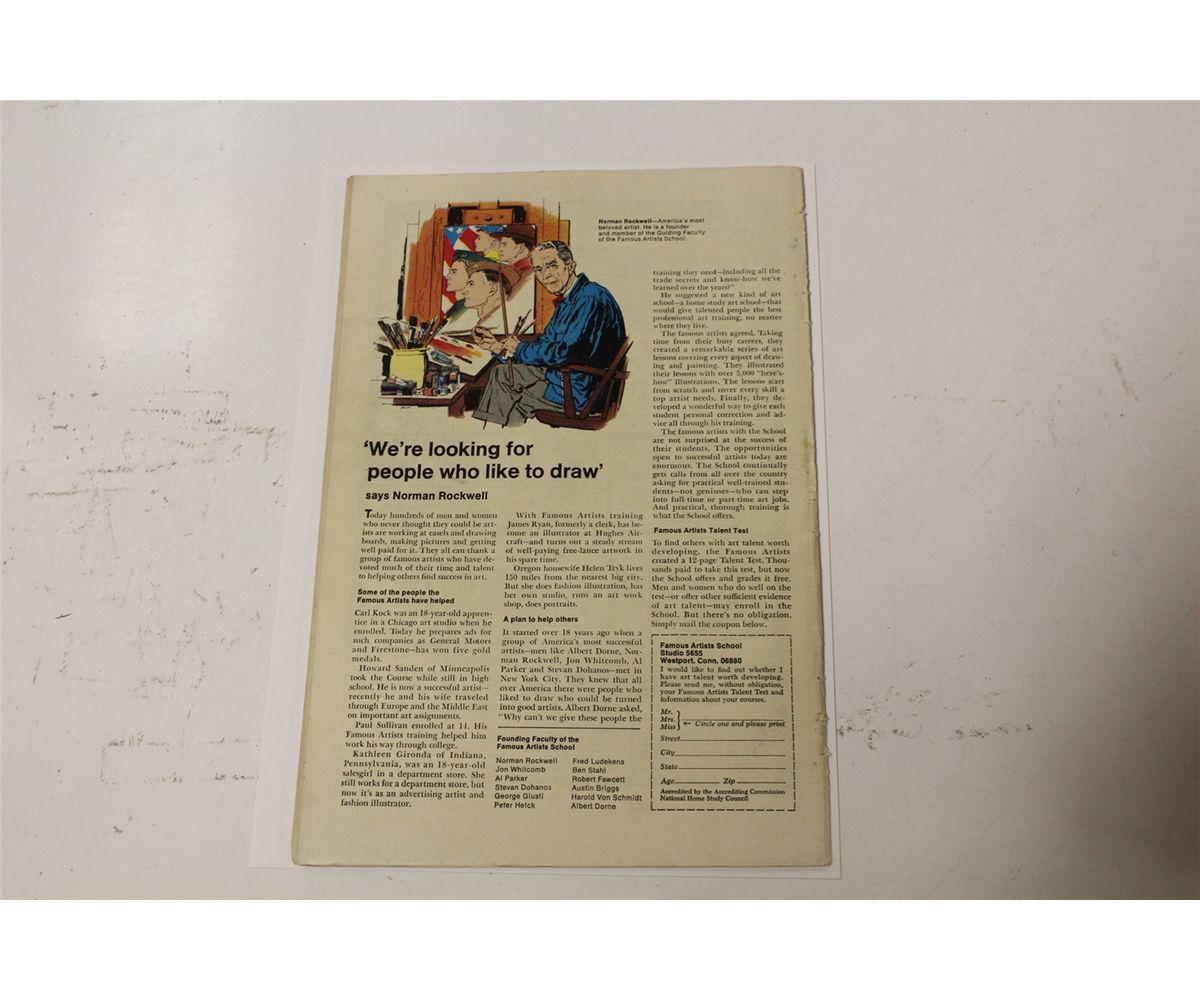 Norman Rockwell—America's most
beloved artist. He is a founder
and member of the Guiding Faculty
of the Famous Artists School.
'We're looking for
people who like to draw'
says Norman Rockwell
Today hundreds of men and women
who never thought they could be art-
ists are working at easels and drawing
boards, making pictures and getting
well paid for it. They all can thank a
group of famous artists who have de-
voted much of their time and talent
to helping others find success in art.
Some of the people the
Famous Artists have helped
Carl Kock was an 18-year-old appren-
tice in a Chicago art studio when he
enrolled. Today he prepares ads for
such companies as General Motors
and Firestone—has won five gold
medals.
Howard Sanden of Minneapolis
took the Course while still in high
school. He is now a successful artist—
recently he and his wife traveled
through Europe and the Middle East
on important art assignments.
Paul Sullivan enrolled at 14. His
Famous Artists training helped him
work his way through college.
Kathleen Gironda of Indiana,
Pennsylvania, was an 18-year-old
salesgirl in a department store. She
still works for a department store, but
now it's as an advertising artist and
fashion illustrator.
With Famous Artists training
James Ryan, formerly a clerk, has be-
come an illustrator at Hughes Air-
craft—and turns out a steady stream
of well-paying free-lance artwork in
his spare time.
Oregon housewife Helen Tryk lives
150 miles from the nearest big city.
But she does fashion illustration, has
her own studio, runs an art work
shop, does portraits.
A plan to help others
It started over 18 years ago when a
group of America's most successful
artists—men like Albert Dorne, Nor-
man Rockwell, Jon Whitcomb, Al
Parker and Stevan Dohanos—met in
New York City. They knew that all
over America there were people who
liked to draw who could be turned
into good artists. Albert Dorne asked,
"Why can't we give these people the
Founding Faculty of the
Famous Artists School
Norman Rockwell
Jon Whitcomb
Al Parker
Stevan Dohanos
George Giusti
Peter Helck
Fred Ludekens
Ben Stahl
Robert Fawcett
Austin Briggs
Harold Von Schmidt
Albert Dorne
training they need—including all the
trade secrets and know-how we've
learned over the years?"
He suggested a new kind of art
school—a home study art school—that
would give talented people the best
professional art training, no matter
where they live.
The famous artists agreed. Taking
time from their busy careers, they
created a remarkable series of art
lessons covering every aspect of draw-
ing and painting. They illustrated
their lessons with over 5,000 "here's-
how" illustrations. The lessons start
from scratch and cover every skill a
top artist needs. Finally, they de-
veloped a wonderful way to give each
student personal correction and ad-
vice all through his training.
The famous artists with the School
are not surprised at the success of
their students. The opportunities
open to successful artists today are
enormous. The School continually
gets calls from all over the country
asking for practical well-trained stu-
dents—not geniuses—who can step
into full-time or part-time art jobs.
And practical, thorough training is
what the School offers.
Famous Artists Talent Test
To find others with art talent worth
developing, the Famous Artists
created a 12-page Talent Test. Thou-
sands paid to take this test, but now
the School offers and grades it free.
Men and women who do well on the
test—or offer other sufficient evidence
of art talent—may enroll in the
School. But there's no obligation.
Simply mail the coupon below.
Famous Artists School
Studio 5655
Westport, Conn. 06880
I would like to find out whether I
have art talent worth developing.
Please send me, without obligation,
your Famous Artists Talent Test and
information about your courses.
Mr.
Mrs. ← Circle one and please print
Miss
Street
City
State
Age Zip
Accredited by the Accrediting Commission
National Home Study Council